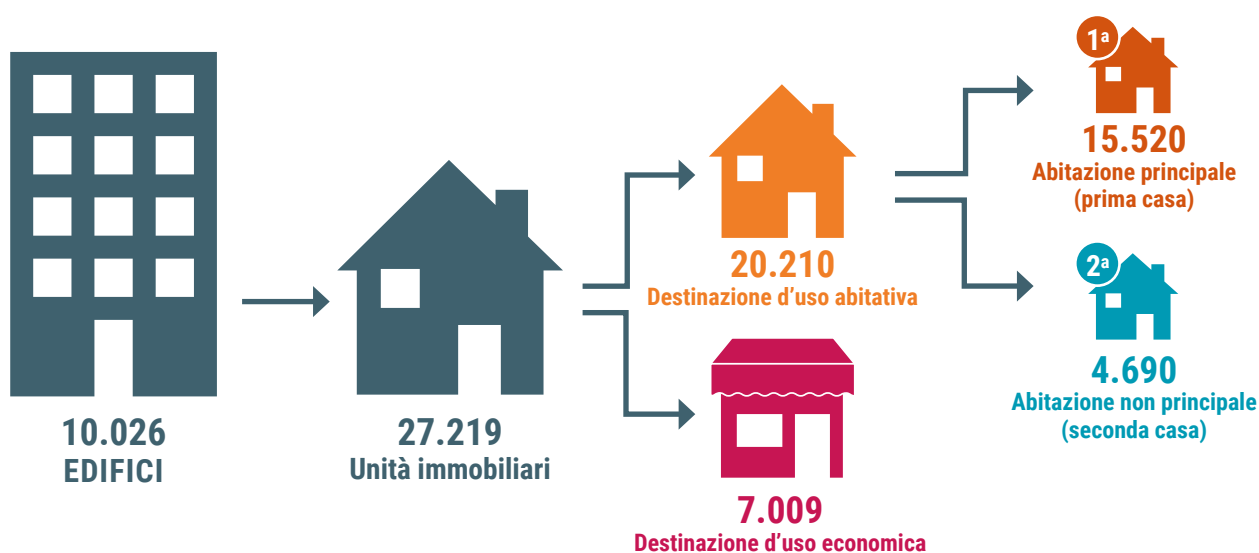 10.026
EDIFICI
27.219
Unità immobiliari
20.210
Destinazione d'uso abitativa
7.009
Destinazione d'uso economica
1ª
15.520
Abitazione principale
(prima casa)
2ª
4.690
Abitazione non principale
(seconda casa)